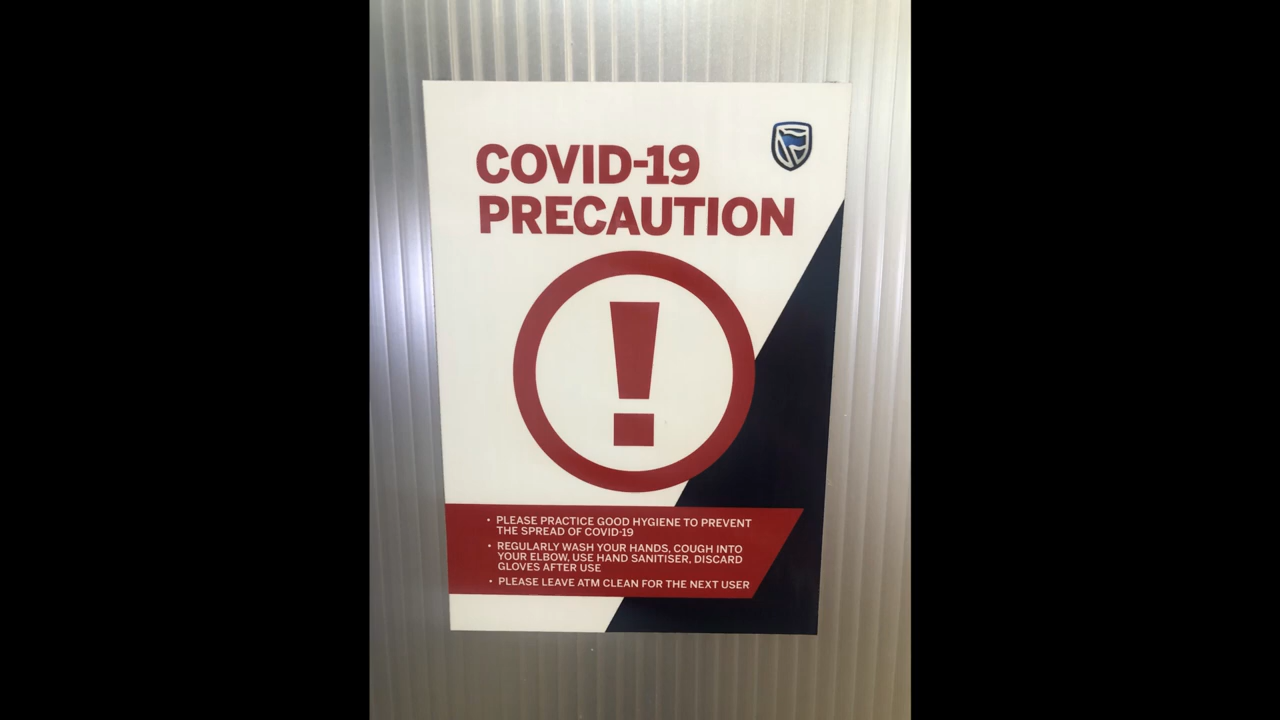 COVID-19
PRECAUTION
!
• PLEASE PRACTICE GOOD HYGIENE TO PREVENT
THE SPREAD OF COVID-19
• REGULARLY WASH YOUR HANDS, COUGH INTO
YOUR ELBOW, USE HAND SANITISER, DISCARD
GLOVES AFTER USE
• PLEASE LEAVE ATM CLEAN FOR THE NEXT USER